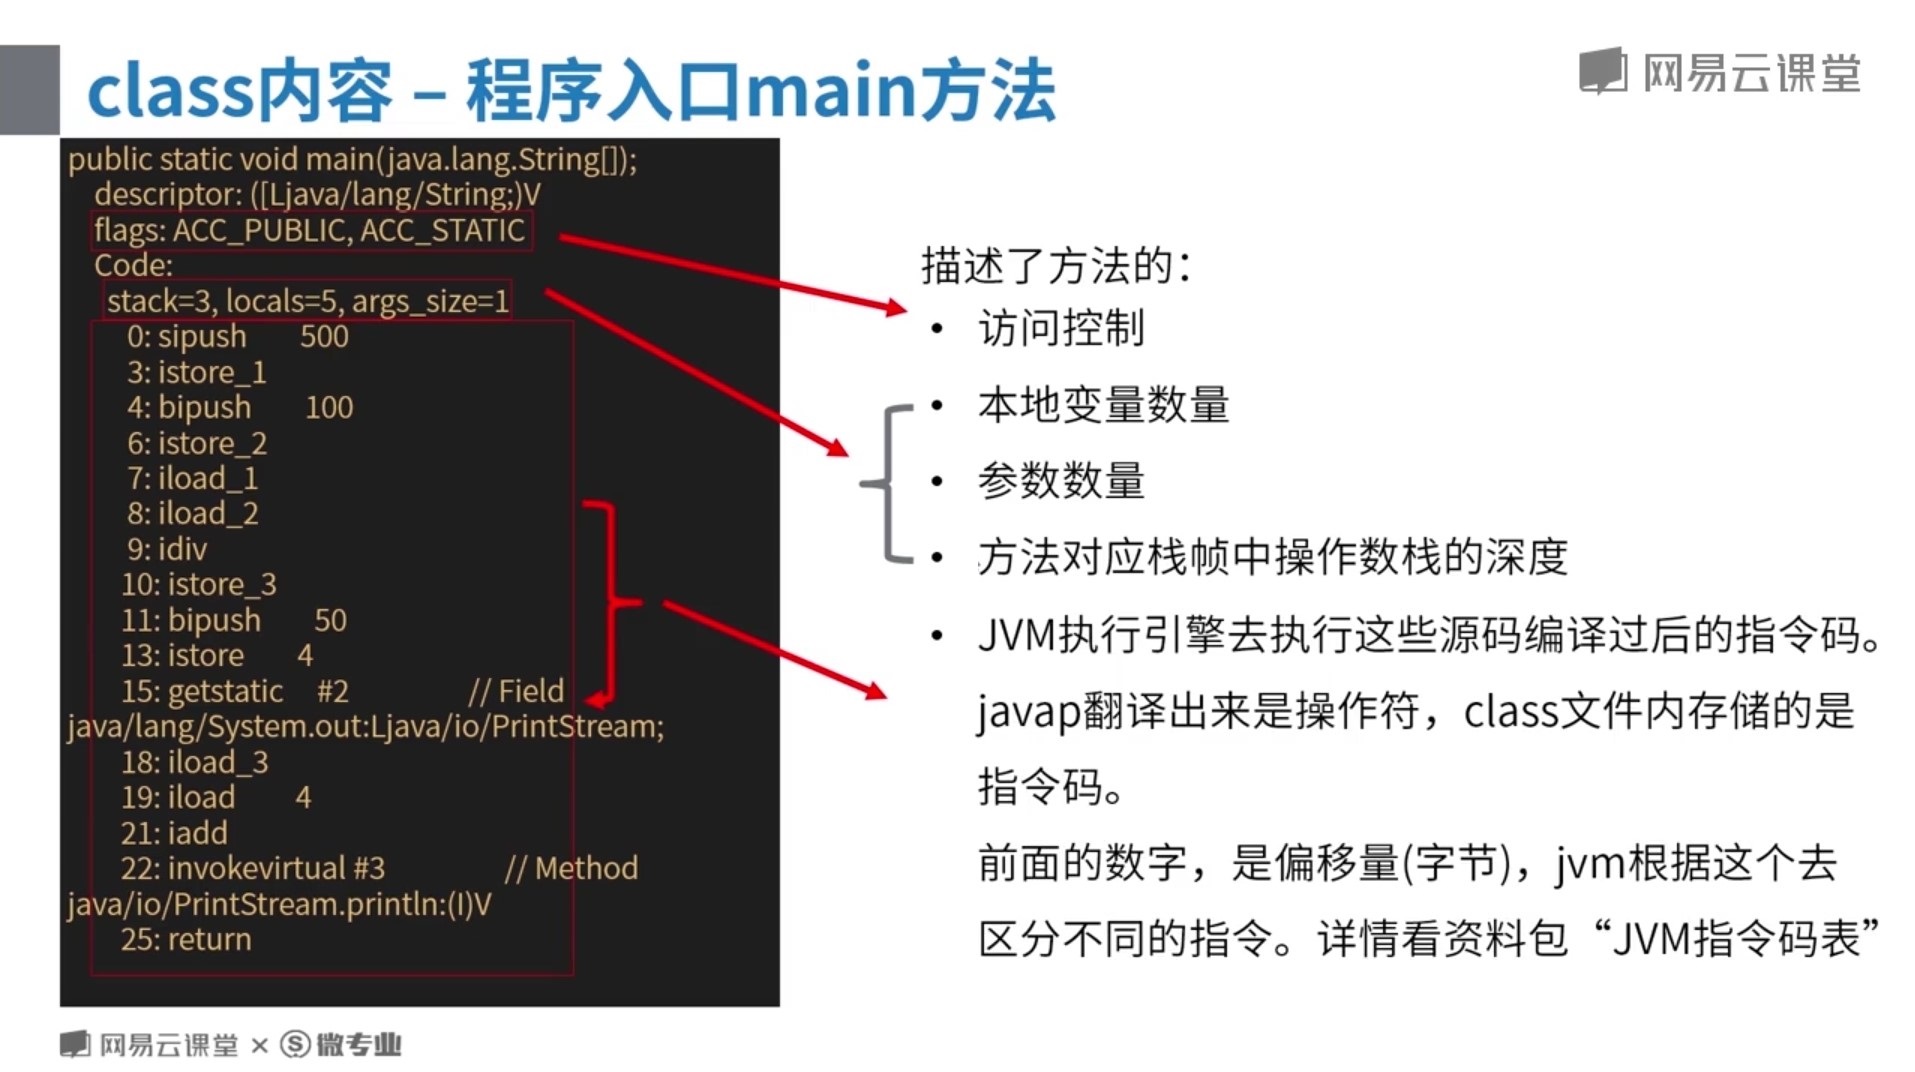 class内容 – 程序入口main方法
网易云课堂
public static void main(java.lang.String[]);
descriptor: ([Ljava/lang/String;)V
flags: ACC_PUBLIC, ACC_STATIC
Code:
stack=3, locals=5, args_size=1
0: sipush 500
3: istore_1
4: bipush 100
6: istore_2
7: iload_1
8: iload_2
9: idiv
10: istore_3
11: bipush 50
13: istore 4
15: getstatic #2 // Field
java/lang/System.out:Ljava/io/PrintStream;
18: iload_3
19: iload 4
21: iadd
22: invokevirtual #3 // Method
java/io/PrintStream.println:(I)V
25: return
描述了方法的：
• 访问控制
• 本地变量数量
• 参数数量
• 方法对应栈帧中操作数栈的深度
• JVM执行引擎去执行这些源码编译过后的指令码。
javap翻译出来是操作符，class文件内存储的是
指令码。
前面的数字，是偏移量(字节)，jvm根据这个去
区分不同的指令。详情看资料包“JVM指令码表”
网易云课堂 × S 微专业